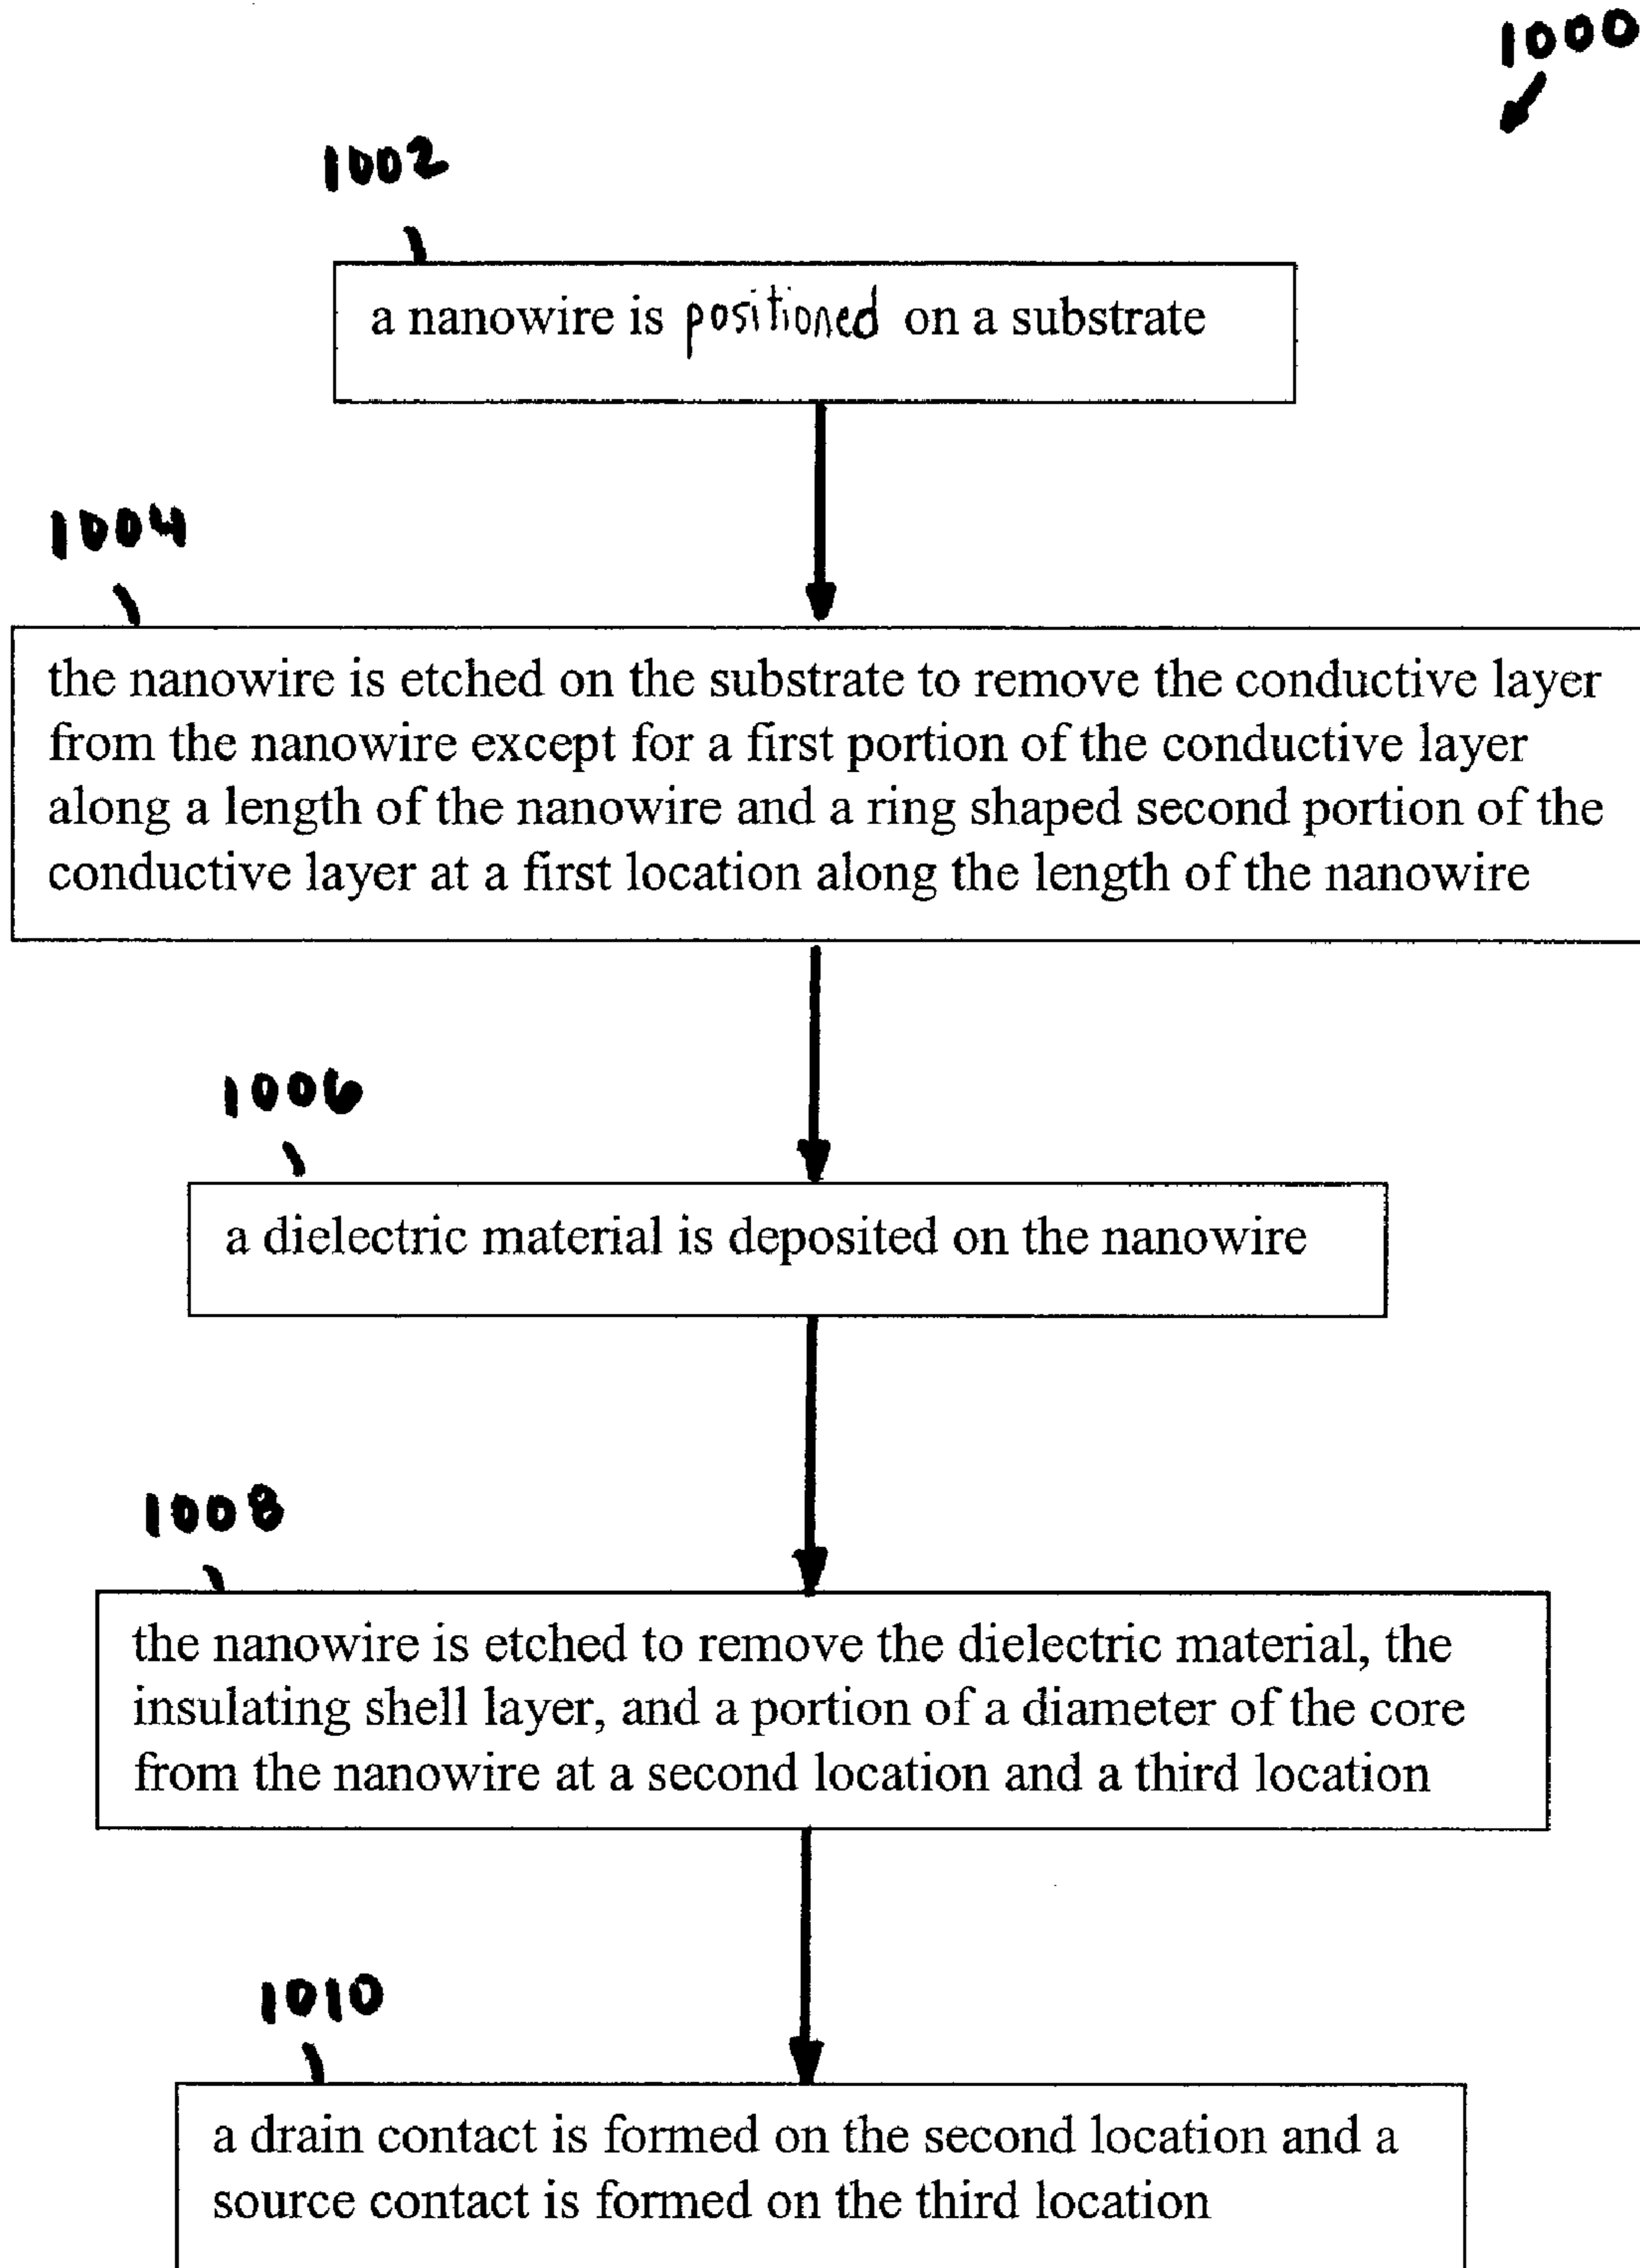 1000
1002
a nanowire is positioned on a substrate
1004
the nanowire is etched on the substrate to remove the conductive layer
from the nanowire except for a first portion of the conductive layer
along a length of the nanowire and a ring shaped second portion of the
conductive layer at a first location along the length of the nanowire
1006
a dielectric material is deposited on the nanowire
1008
the nanowire is etched to remove the dielectric material, the
insulating shell layer, and a portion of a diameter of the core
from the nanowire at a second location and a third location
1010
a drain contact is formed on the second location and a
source contact is formed on the third location